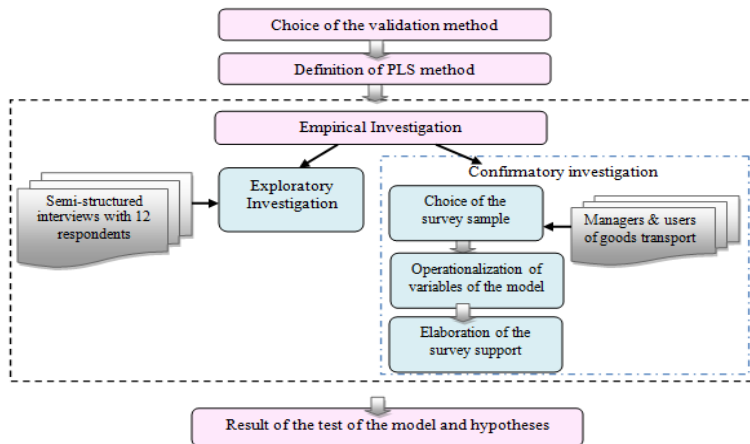 Choice of the validation method
Definition of PLS method
Empirical Investigation
Semi-structured
interviews with 12
respondents
Exploratory
Investigation
Confirmatory investigation
Choice of the
survey sample
Managers & users
of goods transport
Operationalization of
variables of the model
Elaboration of the
survey support
Result of the test of the model and hypotheses